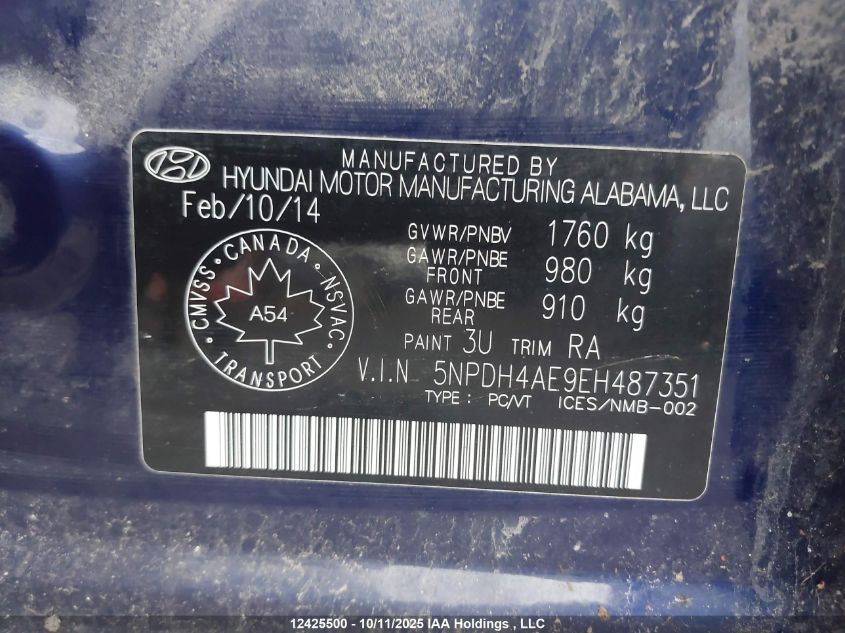 MANUFACTURED BY
HYUNDAI MOTOR MANUFACTURING ALABAMA, LLC
Feb/10/14
GVWR/PNBV 1760 kg
GAWR/PNBE FRONT 980 kg
GAWR/PNBE REAR 910 kg
CANADA · NSVAC · TRANSPORT · CMVSS ·
A54
PAINT 3U TRIM RA
V.I.N 5NPDH4AE9EH487351
TYPE : PC/VT ICES/NMB-002
12425500 - 10/11/2025 IAA Holdings , LLC